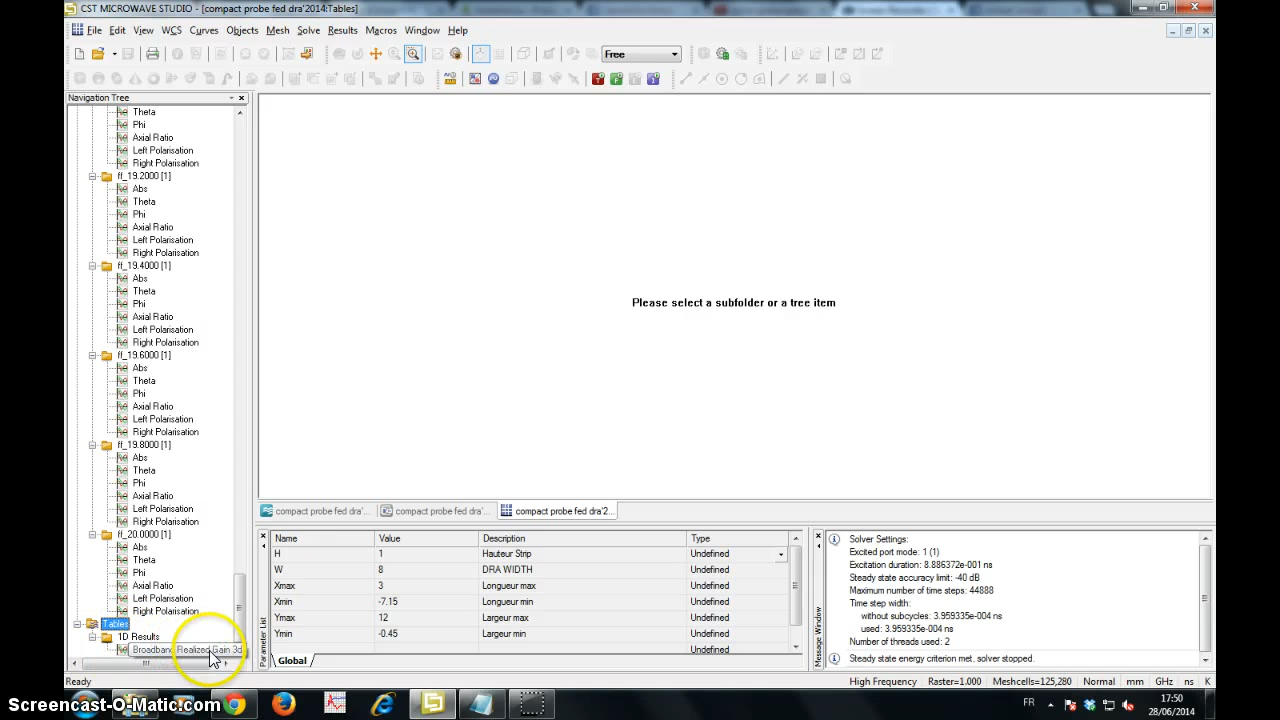 CST MICROWAVE STUDIO - [compact probe fed dra'2014:Tables]
File Edit View WCS Curves Objects Mesh Solve Results Macros Window Help
Free
Navigation Tree
Theta
Phi
Axial Ratio
Left Polarisation
Right Polarisation
ff_19.2000 [1]
Abs
Theta
Phi
Axial Ratio
Left Polarisation
Right Polarisation
ff_19.4000 [1]
Abs
Theta
Phi
Axial Ratio
Left Polarisation
Right Polarisation
ff_19.6000 [1]
Abs
Theta
Phi
Axial Ratio
Left Polarisation
Right Polarisation
ff_19.8000 [1]
Abs
Theta
Phi
Axial Ratio
Left Polarisation
Right Polarisation
ff_20.0000 [1]
Abs
Theta
Phi
Axial Ratio
Left Polarisation
Right Polarisation
Tables
1D Results
Broadband Realized Gain 3d
Please select a subfolder or a tree item
compact probe fed dra'... compact probe fed dra'... compact probe fed dra'2...
Parameter List
Name Value Description Type
H 1 Hauteur Strip Undefined
W 8 DRA WIDTH Undefined
Xmax 3 Longueur max Undefined
Xmin -7.15 Longueur min Undefined
Ymax 12 Largeur max Undefined
Ymin -0.45 Largeur min Undefined
Undefined
Global
Message Window
Solver Settings:
Excited port mode: 1 (1)
Excitation duration: 8.886372e-001 ns
Steady state accuracy limit: -40 dB
Maximum number of time steps: 44888
Time step width:
without subcycles: 3.959335e-004 ns
used: 3.959335e-004 ns
Number of threads used: 2
Steady state energy criterion met, solver stopped.
Ready
High Frequency Raster=1.000 Meshcells=125,280 Normal mm GHz ns K
Screencast-O-Matic.com
FR
17:50
28/06/2014